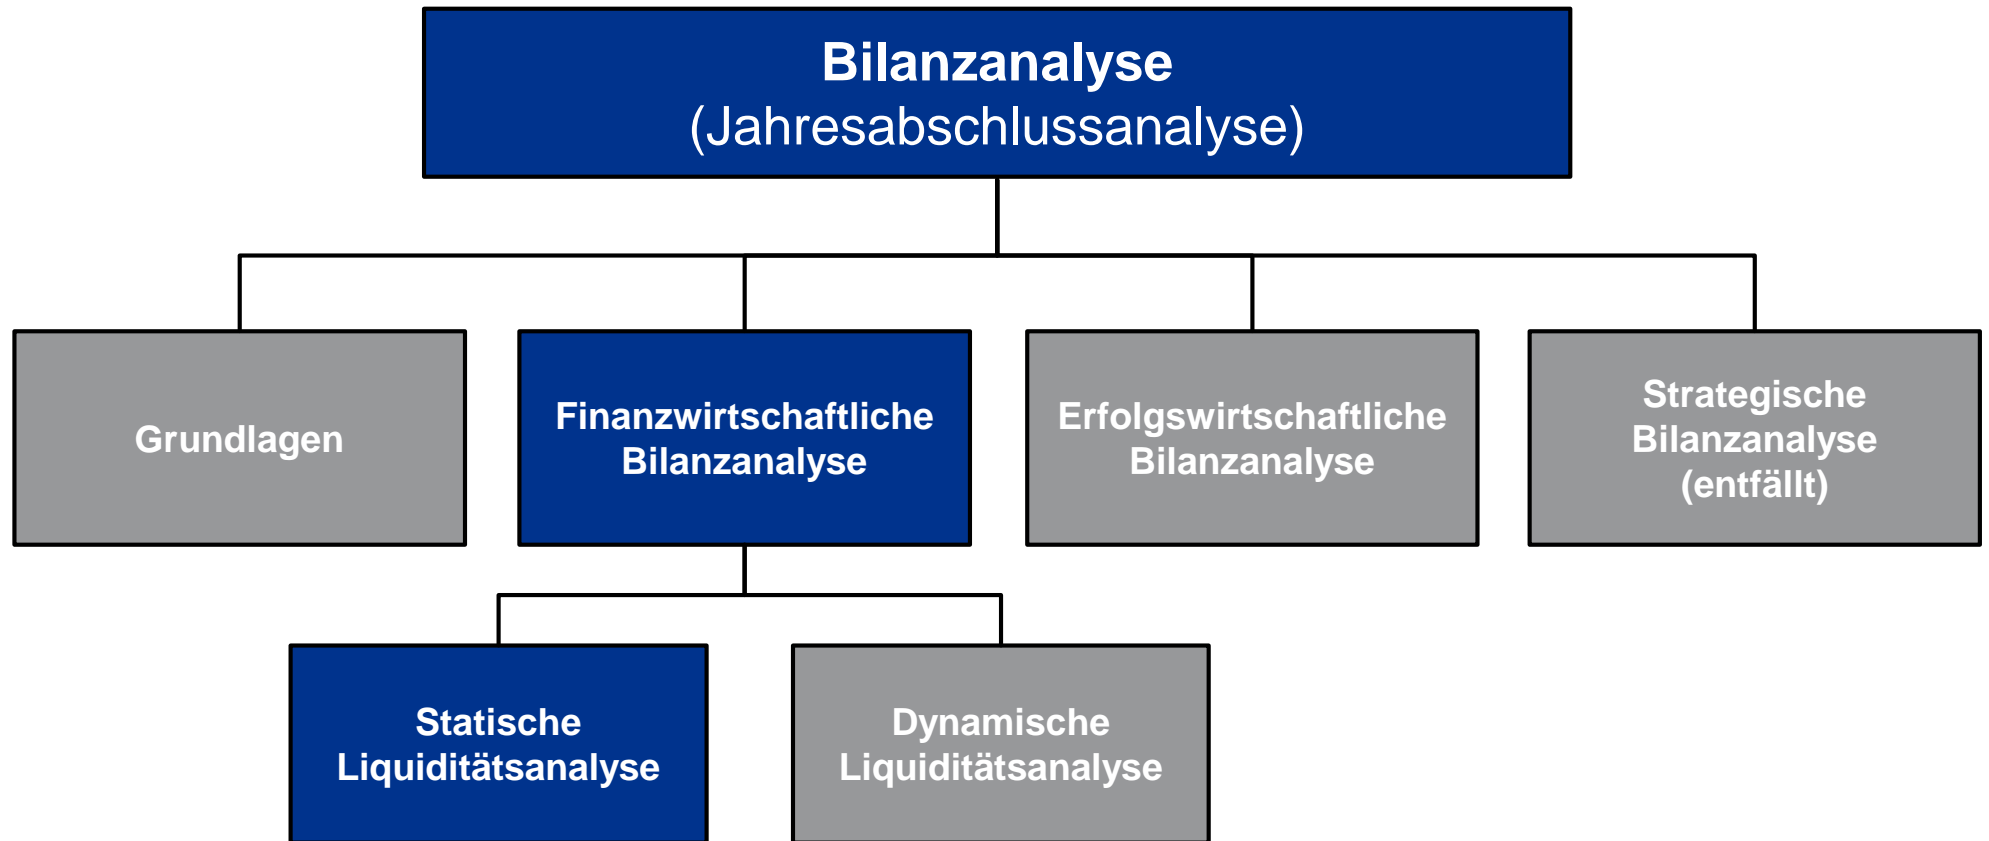 Bilanzanalyse
(Jahresabschlussanalyse)
Grundlagen
Finanzwirtschaftliche
Bilanzanalyse
Erfolgswirtschaftliche
Bilanzanalyse
Strategische
Bilanzanalyse
(entfällt)
Statische
Liquiditätsanalyse
Dynamische
Liquiditätsanalyse